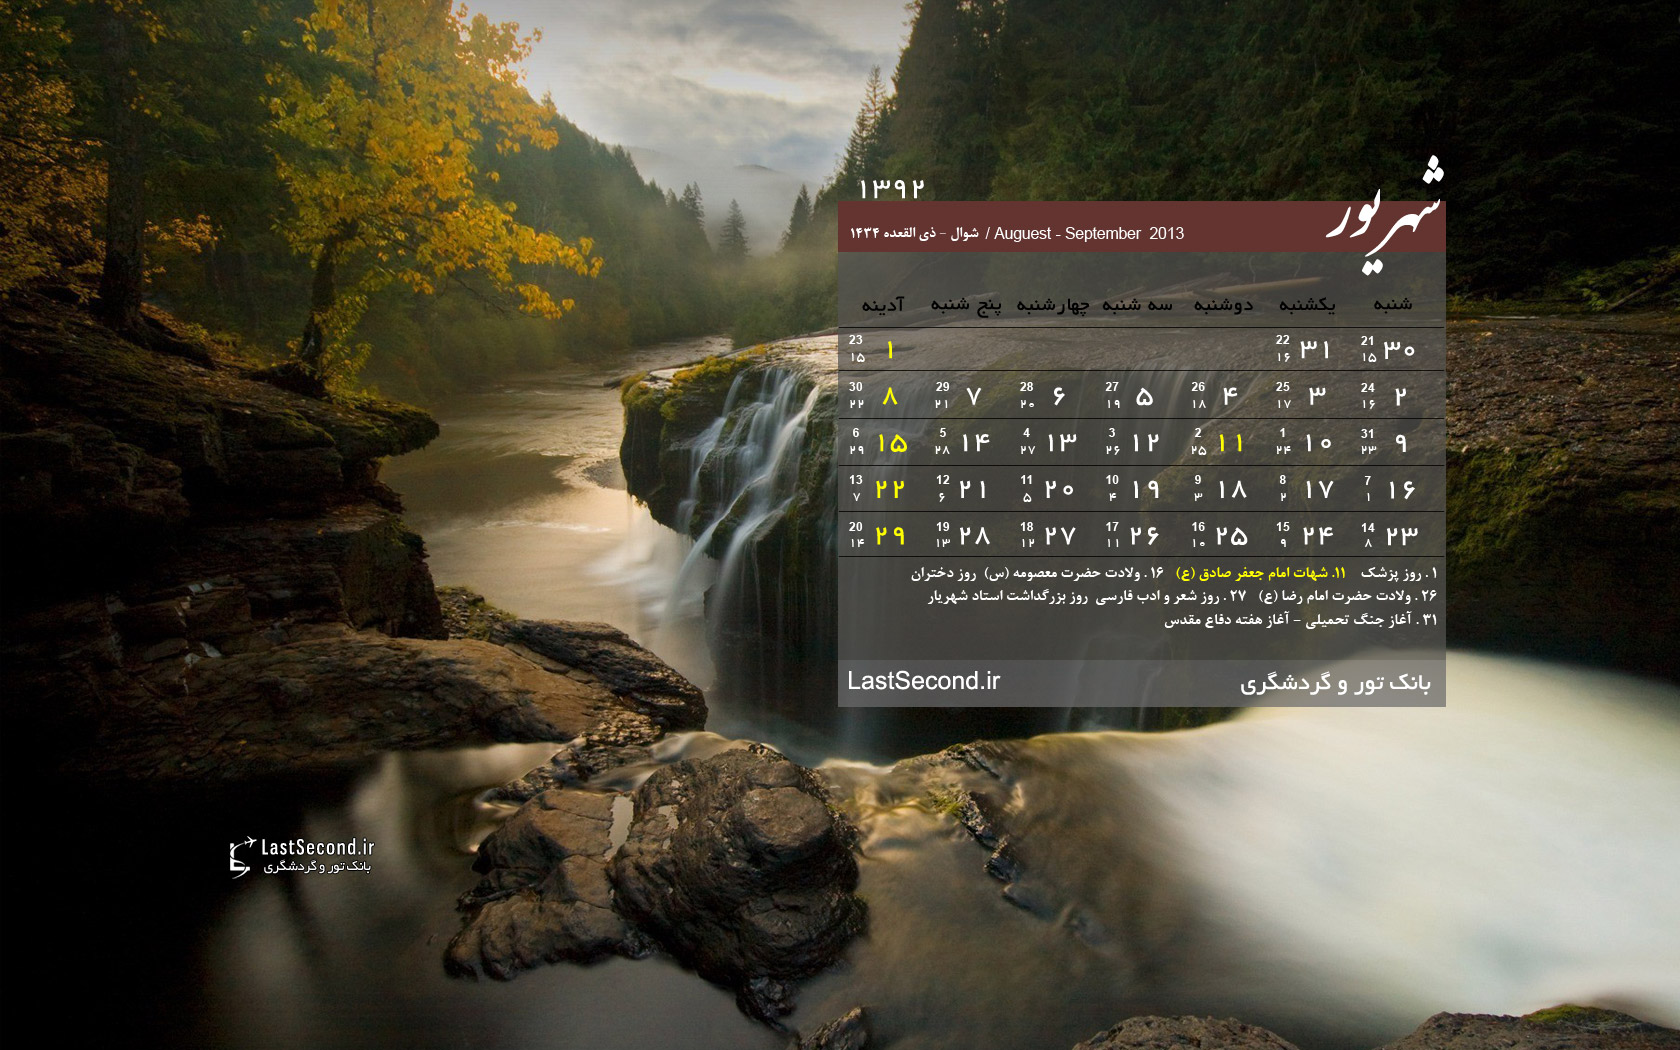 ۱۳۹۲
شهریور
شوال - ذی القعده ۱۴۳۴ / Auguest - September 2013
شنبه یکشنبه دوشنبه سه شنبه چهارشنبه پنج شنبه آدینه
۳۰ 21 ۱۵ ۳۱ 22 ۱۶ ۱ 23 ۱۵
۲ 24 ۱۶ ۳ 25 ۱۷ ۴ 26 ۱۸ ۵ 27 ۱۹ ۶ 28 ۲۰ ۷ 29 ۲۱ ۸ 30 ۲۲
۹ 31 ۲۳ ۱۰ 1 ۲۴ ۱۱ 2 ۲۵ ۱۲ 3 ۲۶ ۱۳ 4 ۲۷ ۱۴ 5 ۲۸ ۱۵ 6 ۲۹
۱۶ 7 ۱ ۱۷ 8 ۲ ۱۸ 9 ۳ ۱۹ 10 ۴ ۲۰ 11 ۵ ۲۱ 12 ۶ ۲۲ 13 ۷
۲۳ 14 ۸ ۲۴ 15 ۹ ۲۵ 16 ۱۰ ۲۶ 17 ۱۱ ۲۷ 18 ۱۲ ۲۸ 19 ۱۳ ۲۹ 20 ۱۴
۱ . روز پزشک ۱۱. شهات امام جعفر صادق (ع) ۱۶ . ولادت حضرت معصومه (س) روز دختران
۲۶ . ولادت حضرت امام رضا (ع) ۲۷ . روز شعر و ادب فارسی روز بزرگداشت استاد شهریار
۳۱ . آغاز جنگ تحمیلی - آغاز هفته دفاع مقدس
بانک تور و گردشگری LastSecond.ir
LastSecond.ir
بانک تور و گردشگری